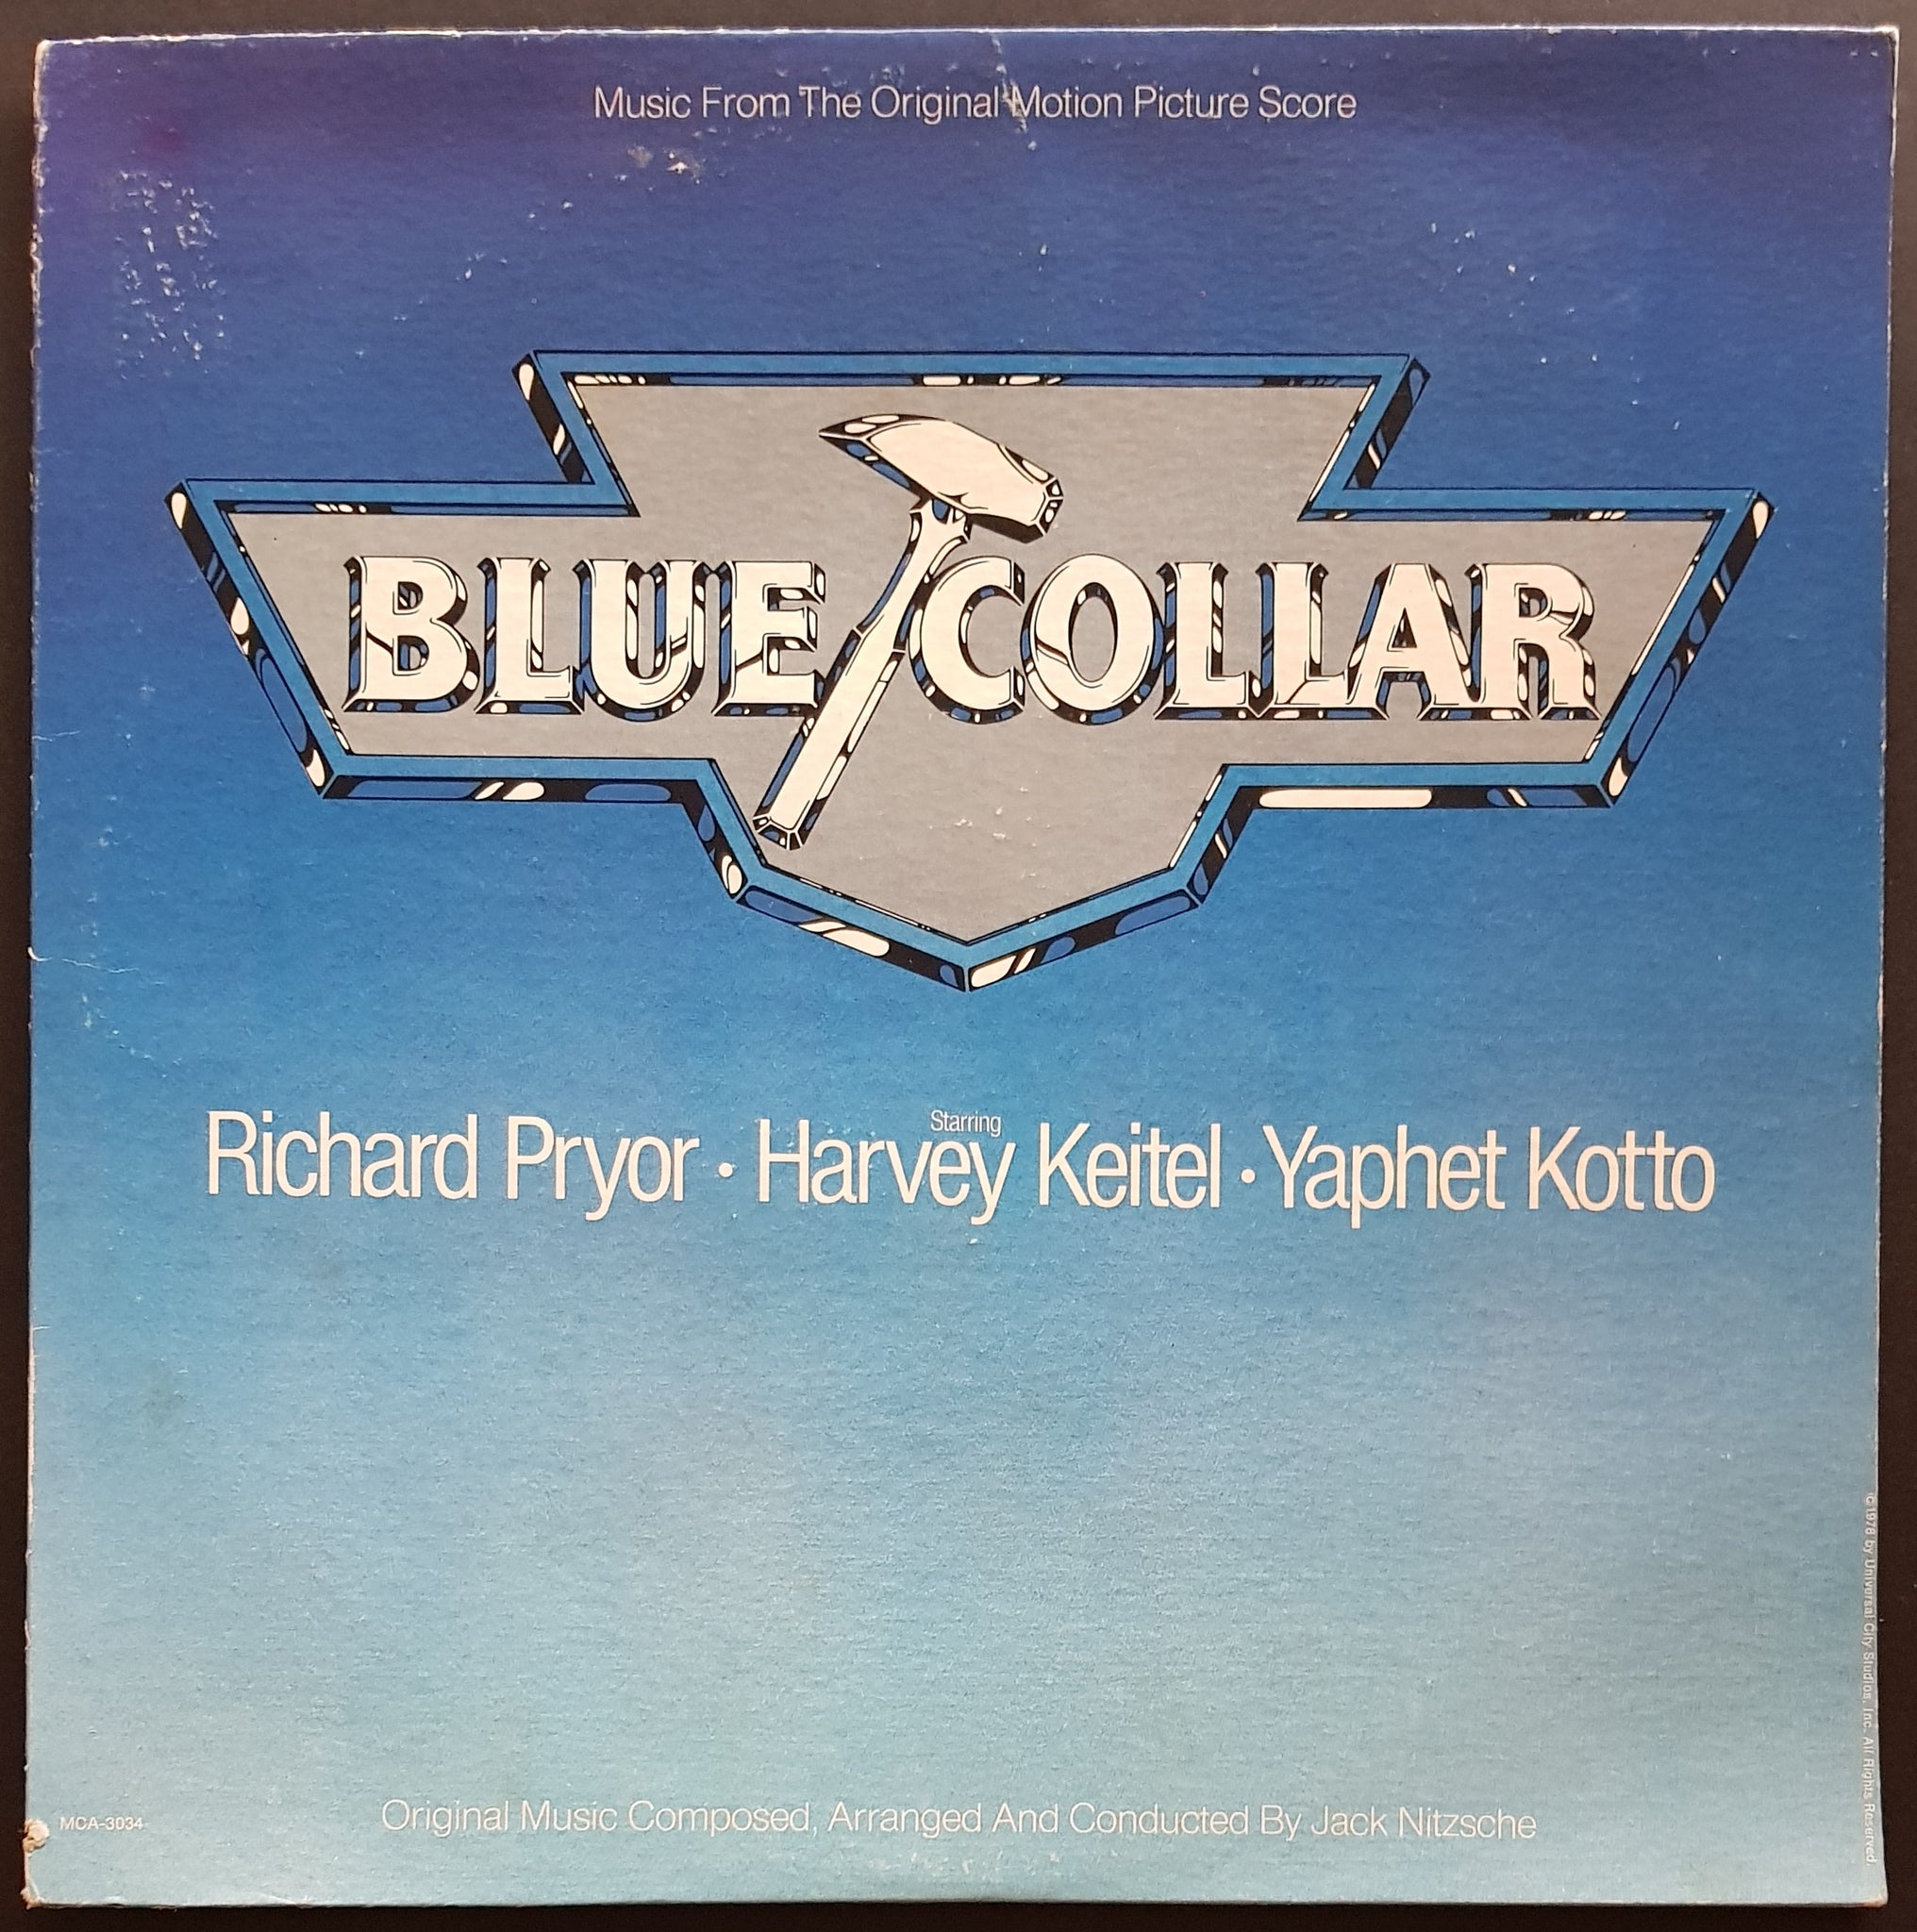 Music From The Original Motion Picture Score
BLUE COLLAR
Starring
Richard Pryor • Harvey Keitel • Yaphet Kotto
© 1978 by Universal City Studios, Inc. All Rights Reserved.
MCA-3034
Original Music Composed, Arranged And Conducted By Jack Nitzsche